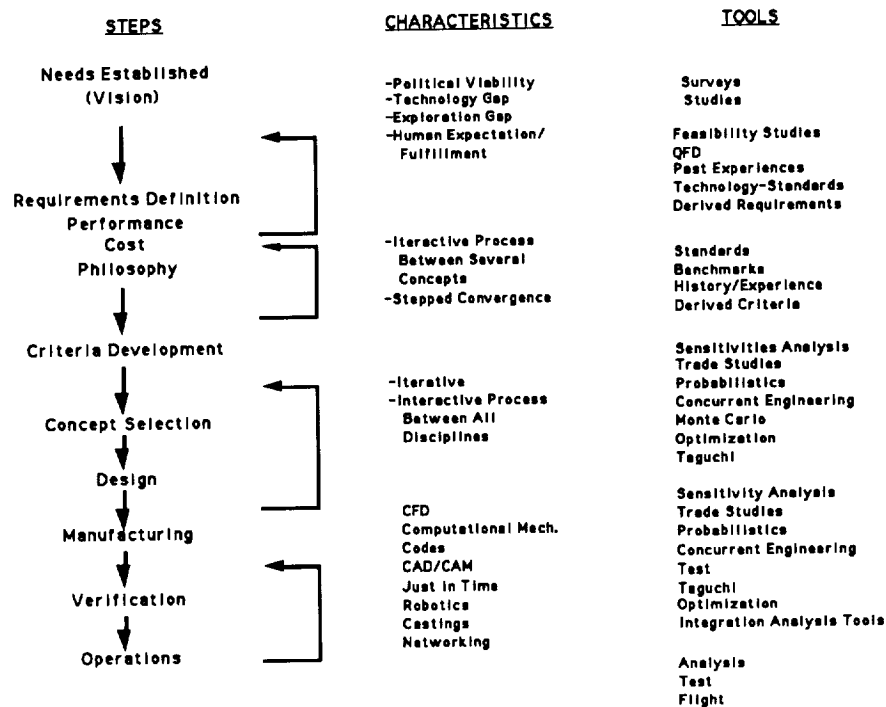 STEPS
Needs Established
(Vision)
Requirements Definition
Performance
Cost
Philosophy
Criteria Development
Concept Selection
Design
Manufacturing
Verification
Operations
CHARACTERISTICS
-Political Viability
-Technology Gap
-Exploration Gap
-Human Expectation/
Fulfillment
-Iteractive Process
Between Several
Concepts
-Stepped Convergence
-Iterative
-Interactive Process
Between All
Disciplines
CFD
Computational Mech.
Codes
CAD/CAM
Just in Time
Robotics
Castings
Networking
TOOLS
Surveys
Studies
Feasibility Studies
QFD
Past Experiences
Technology-Standards
Derived Requirements
Standards
Benchmarks
History/Experience
Derived Criteria
Sensitivities Analysis
Trade Studies
Probabilistics
Concurrent Engineering
Monte Carlo
Optimization
Taguchi
Sensitivity Analysis
Trade Studies
Probabilistics
Concurrent Engineering
Test
Taguchi
Optimization
Integration Analysis Tools
Analysis
Test
Flight